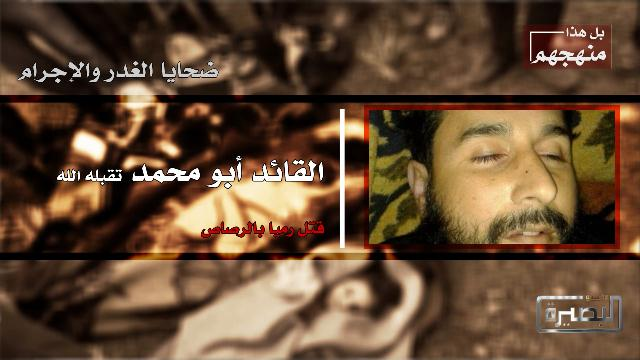 بل هذا
منهجهم
ضحايا الغدر والإجرام
القائد أبو محمد تقبله الله
قتل رميا بالرصاص
البصيرة